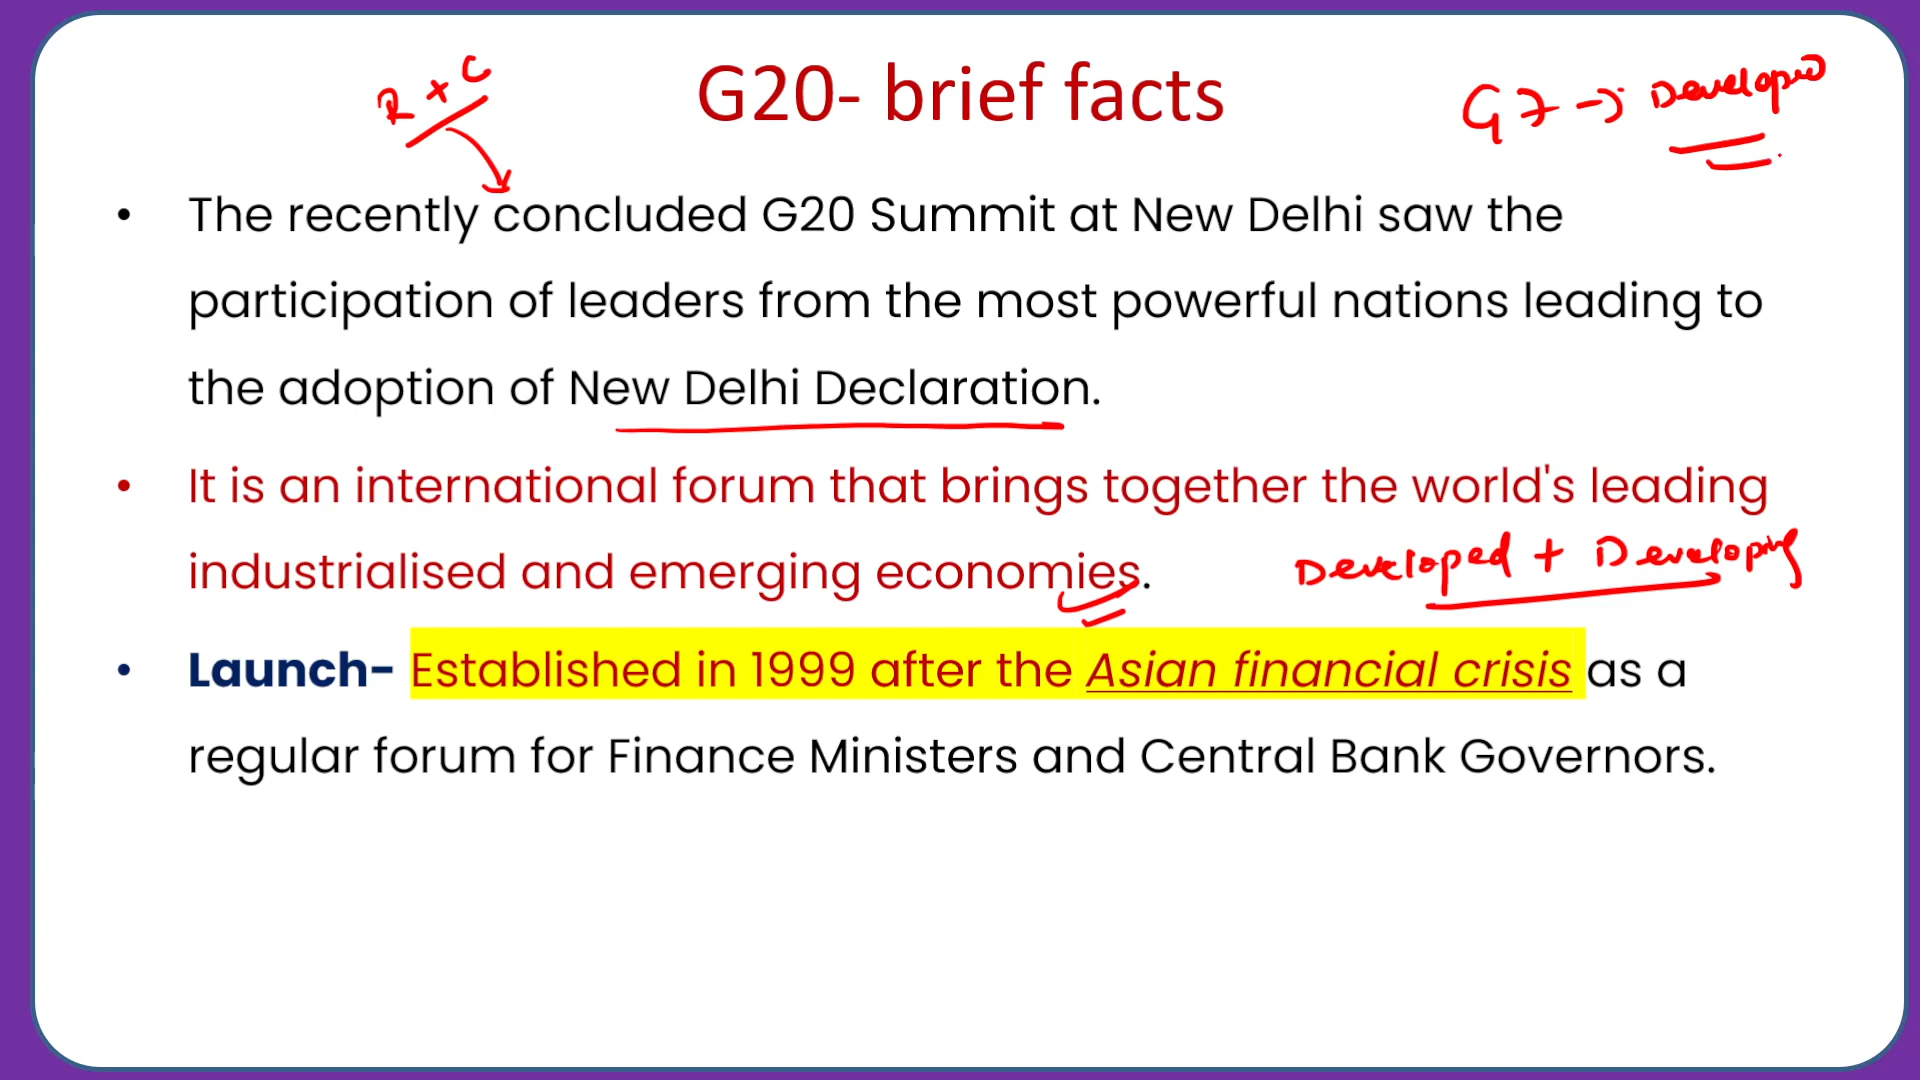 R + C
G20- brief facts
G7 → Developed
• The recently concluded G20 Summit at New Delhi saw the
participation of leaders from the most powerful nations leading to
the adoption of New Delhi Declaration.
• It is an international forum that brings together the world's leading
industrialised and emerging economies.
Developed + Developing
• Launch- Established in 1999 after the Asian financial crisis as a
regular forum for Finance Ministers and Central Bank Governors.